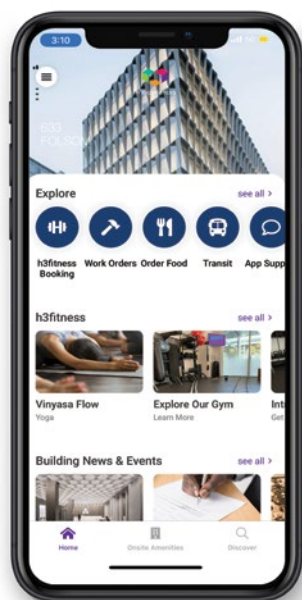 3:10
633
FOLSOM
Explore
see all >
h3fitness
Booking
Work Orders
Order Food
Transit
App Supp
h3fitness
see all >
Vinyasa Flow
Yoga
Explore Our Gym
Learn More
Int
Get
Building News & Events
see all >
Home
Onsite Amenities
Discover